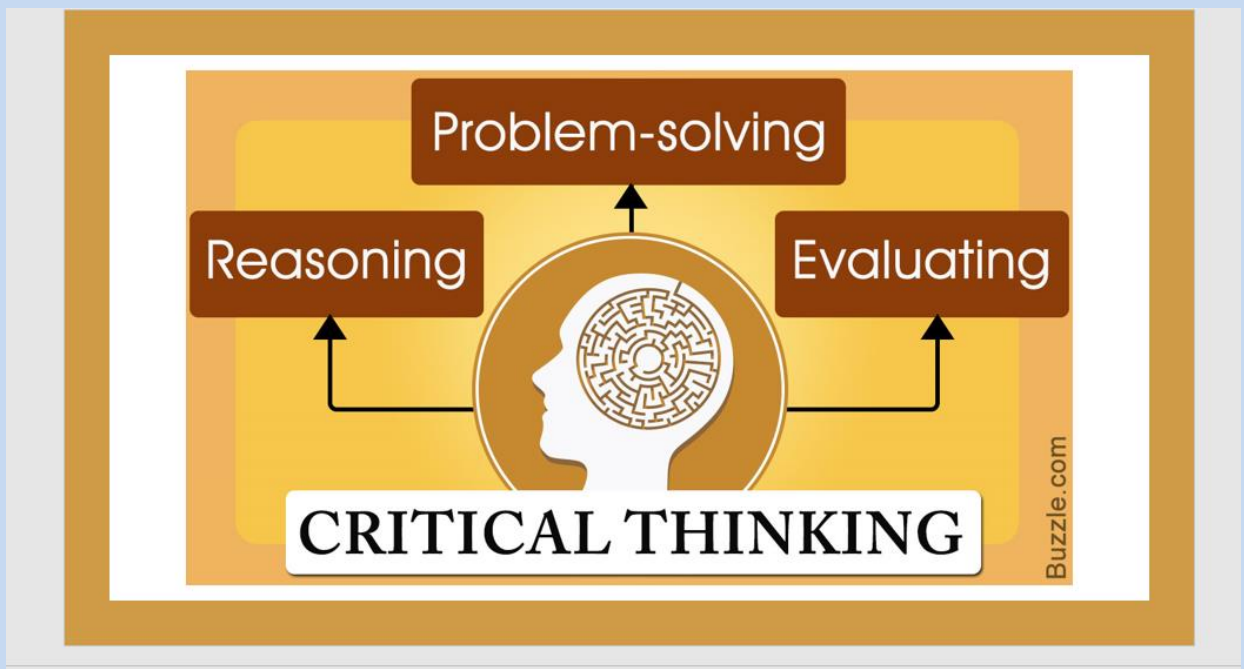 Problem-solving
Reasoning
Evaluating
CRITICAL THINKING
Buzzle.com